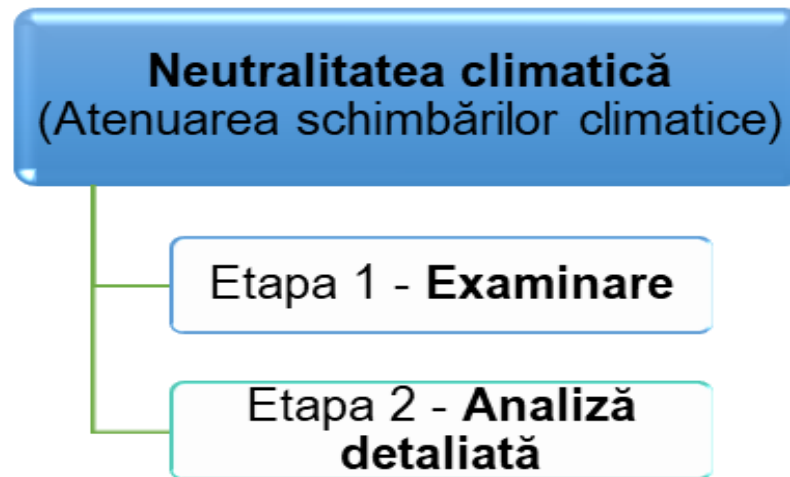 Neutralitatea climatică
(Atenuarea schimbărilor climatice)
Etapa 1 - Examinare
Etapa 2 - Analiză
detaliată